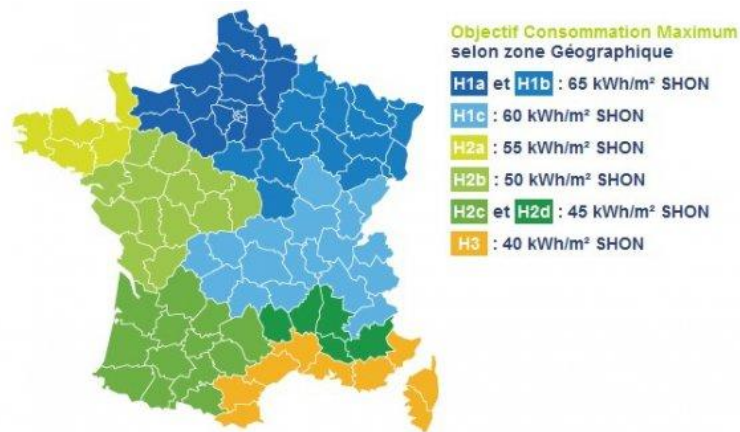 Objectif Consommation Maximum
selon zone Géographique
H1a et H1b : 65 kWh/m² SHON
H1c : 60 kWh/m² SHON
H2a : 55 kWh/m² SHON
H2b : 50 kWh/m² SHON
H2c et H2d : 45 kWh/m² SHON
H3 : 40 kWh/m² SHON